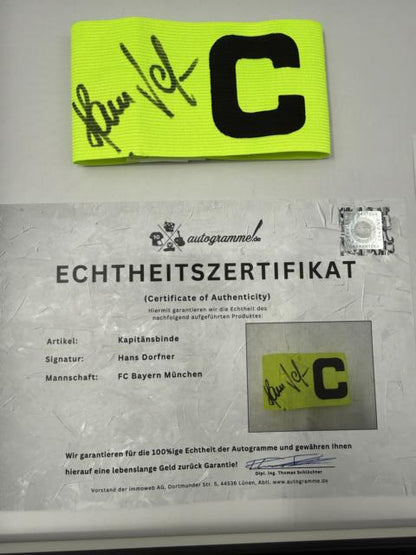 C
autogramme!.de
ECHTHEITSZERTIFIKAT
(Certificate of Authenticity)
Hiermit garantieren wir die Echtheit des
nachfolgend aufgeführten Produktes:
Artikel: Kapitänsbinde
Signatur: Hans Dorfner
Mannschaft: FC Bayern München
C
Wir garantieren für die 100%ige Echtheit der Autogramme und gewähren Ihnen
hierauf eine lebenslange Geld zurück Garantie!
Dipl. Ing. Thomas Schlüchter
Vorstand der immoweb AG, Dortmunder Str. 5, 44536 Lünen, Abtl. www.autogramme.de